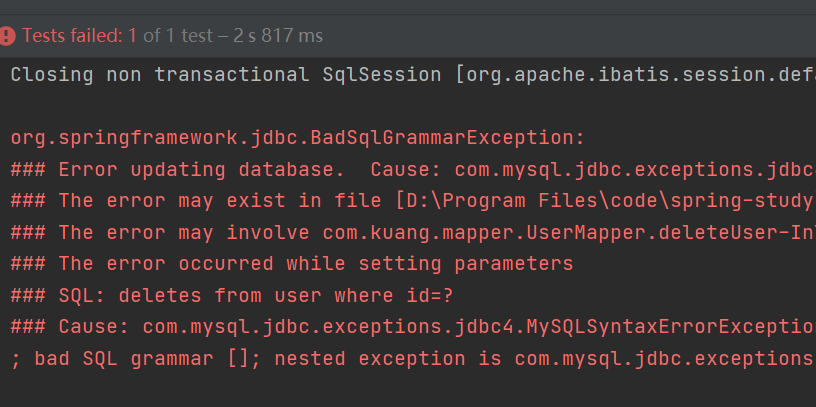 Tests failed: 1 of 1 test – 2 s 817 ms
Closing non transactional SqlSession [org.apache.ibatis.session.defa
org.springframework.jdbc.BadSqlGrammarException:
### Error updating database.  Cause: com.mysql.jdbc.exceptions.jdbc4
### The error may exist in file [D:\Program Files\code\spring-study
### The error may involve com.kuang.mapper.UserMapper.deleteUser-Inl
### The error occurred while setting parameters
### SQL: deletes from user where id=?
### Cause: com.mysql.jdbc.exceptions.jdbc4.MySQLSyntaxErrorExceptio
; bad SQL grammar []; nested exception is com.mysql.jdbc.exceptions